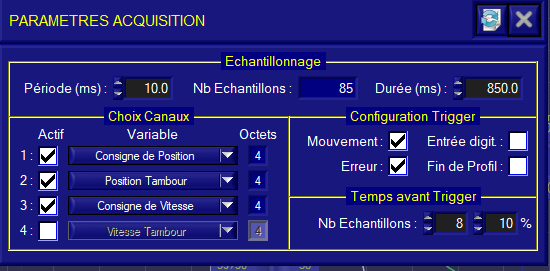 PARAMETRES ACQUISITION
Echantillonnage
Période (ms) : 10.0 Nb Echantillons : 85 Durée (ms) : 850.0
Choix Canaux
Actif Variable Octets
1 : Consigne de Position 4
2 : Position Tambour 4
3 : Consigne de Vitesse 4
4 : Vitesse Tambour 4
Configuration Trigger
Mouvement : Entrée digit. :
Erreur : Fin de Profil :
Temps avant Trigger
Nb Echantillons : 8 10 %